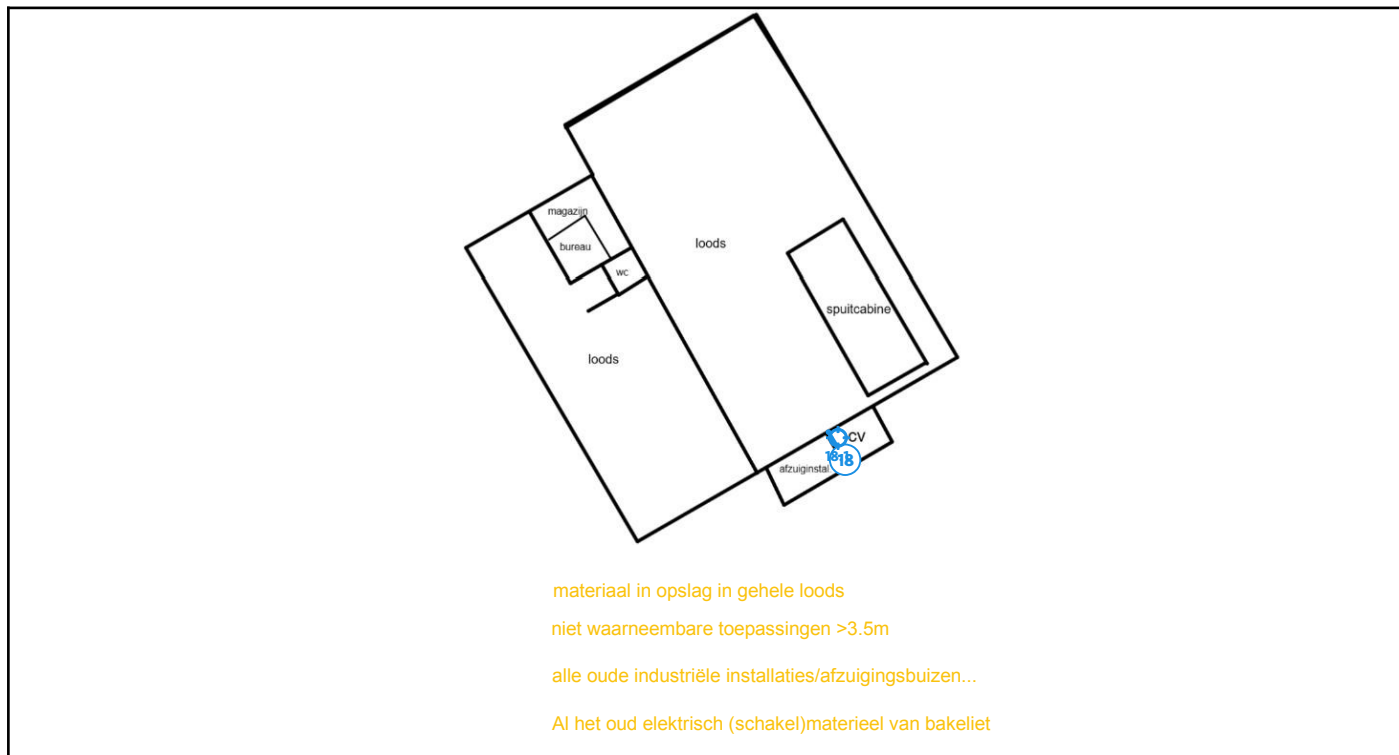 magazijn
bureau
loods
wc
spuitcabine
loods
CV
18
afzuiginstal
materiaal in opslag in gehele loods
niet waarneembare toepassingen >3.5m
alle oude industriële installaties/afzuigingsbuizen...
Al het oud elektrisch (schakel)materieel van bakeliet